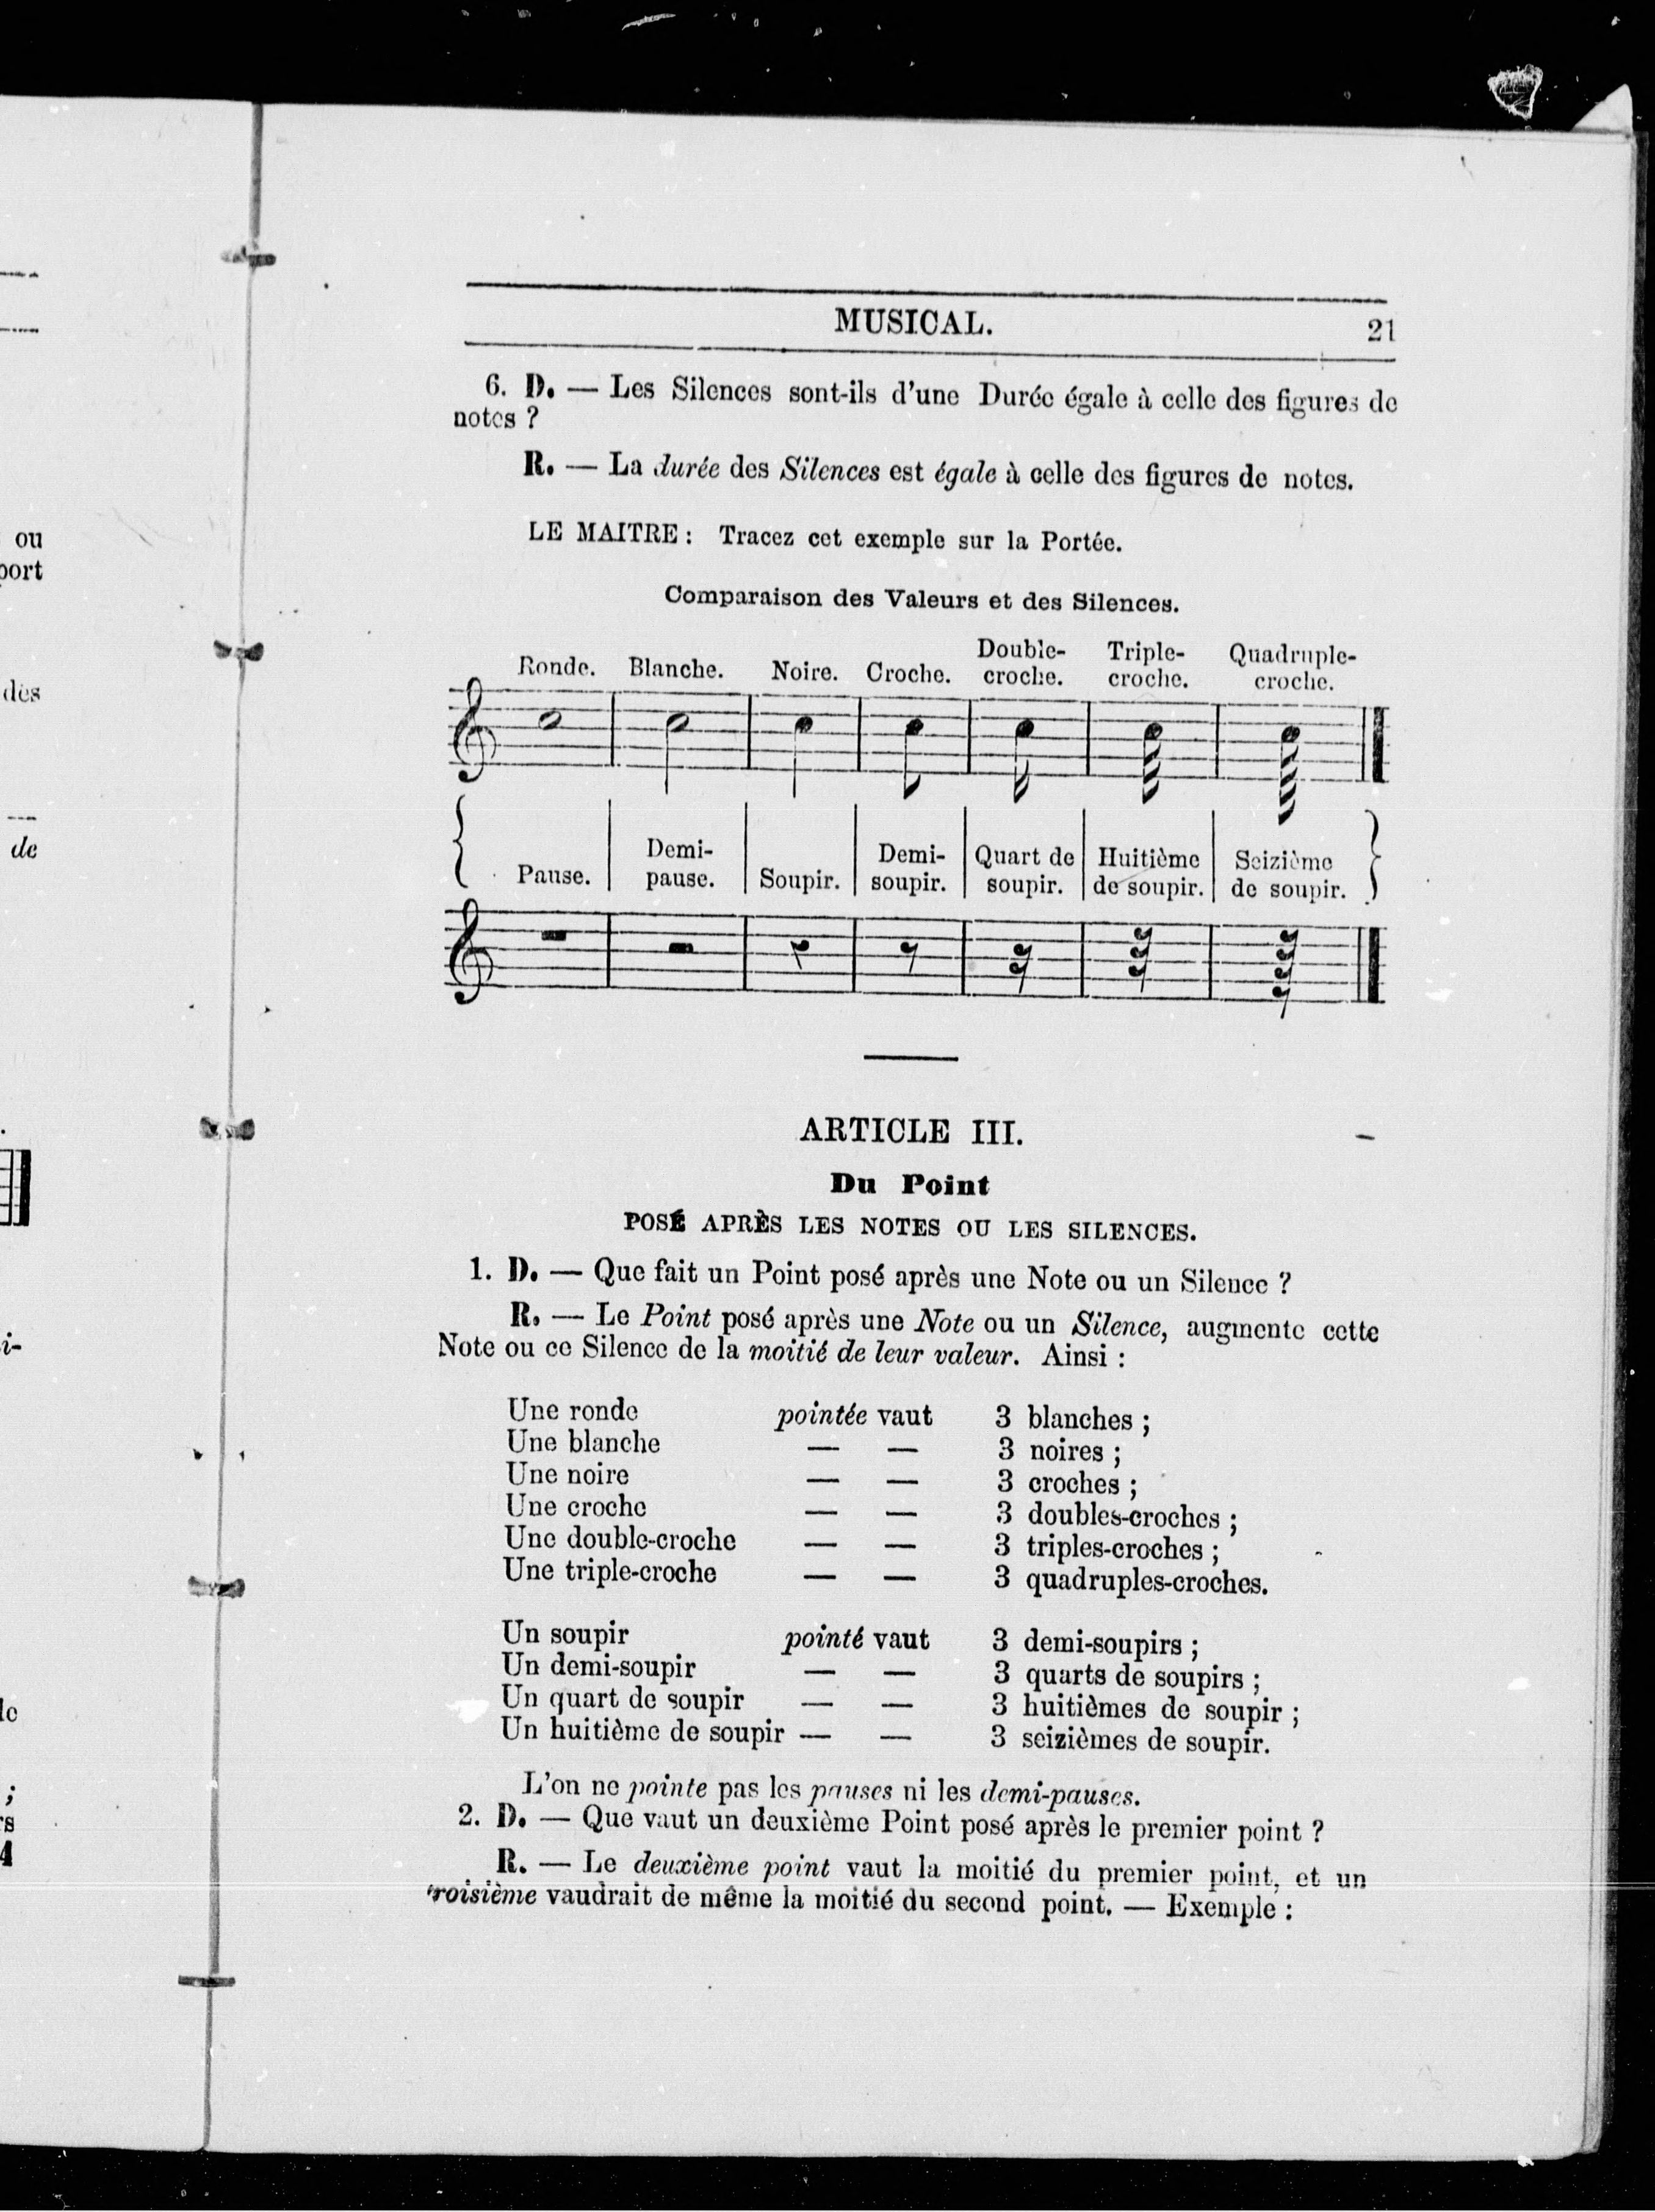 MUSICAL. 21
6. D. — Les Silences sont-ils d'une Durée égale à celle des figures de
notes ?
R. — La durée des Silences est égale à celle des figures de notes.
LE MAITRE : Tracez cet exemple sur la Portée.
Comparaison des Valeurs et des Silences.
Ronde. Blanche. Noire. Croche. Double-croche. Triple-croche. Quadruple-croche.
Pause. Demi-pause. Soupir. Demi-soupir. Quart de soupir. Huitième de soupir. Seizième de soupir.
ARTICLE III.
Du Point
POSÉ APRÈS LES NOTES OU LES SILENCES.
1. D. — Que fait un Point posé après une Note ou un Silence ?
R. — Le Point posé après une Note ou un Silence, augmente cette
Note ou ce Silence de la moitié de leur valeur. Ainsi :
Une ronde pointée vaut 3 blanches ;
Une blanche — — 3 noires ;
Une noire — — 3 croches ;
Une croche — — 3 doubles-croches ;
Une double-croche — — 3 triples-croches ;
Une triple-croche — — 3 quadruples-croches.
Un soupir pointé vaut 3 demi-soupirs ;
Un demi-soupir — — 3 quarts de soupirs ;
Un quart de soupir — — 3 huitièmes de soupir ;
Un huitième de soupir — — 3 seizièmes de soupir.
L'on ne pointe pas les pauses ni les demi-pauses.
2. D. — Que vaut un deuxième Point posé après le premier point ?
R. — Le deuxième point vaut la moitié du premier point, et un
troisième vaudrait de même la moitié du second point. — Exemple :